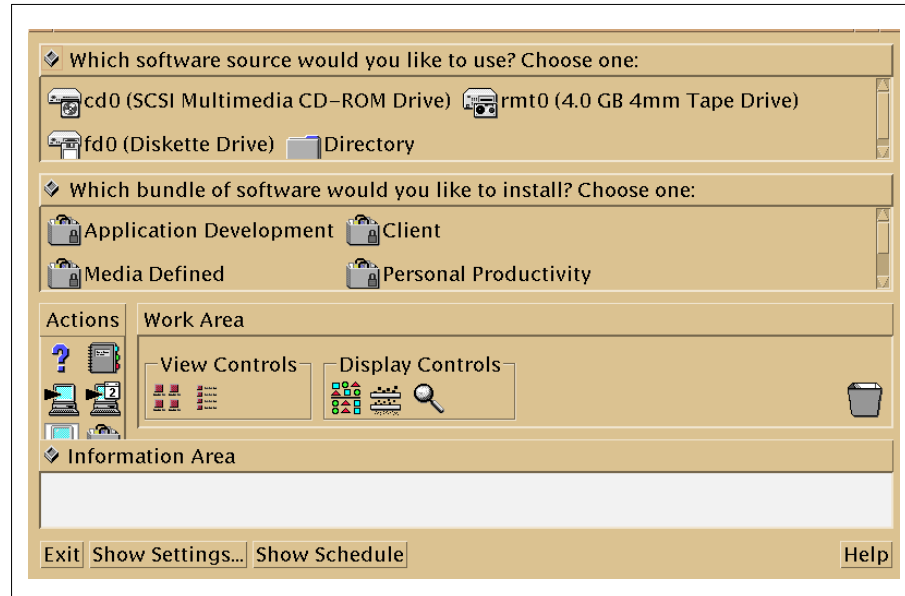 Which software source would you like to use? Choose one:
cd0 (SCSI Multimedia CD-ROM Drive) rmt0 (4.0 GB 4mm Tape Drive)
fd0 (Diskette Drive) Directory
Which bundle of software would you like to install? Choose one:
Application Development Client
Media Defined Personal Productivity
Actions Work Area
View Controls Display Controls
Information Area
Exit Show Settings... Show Schedule Help